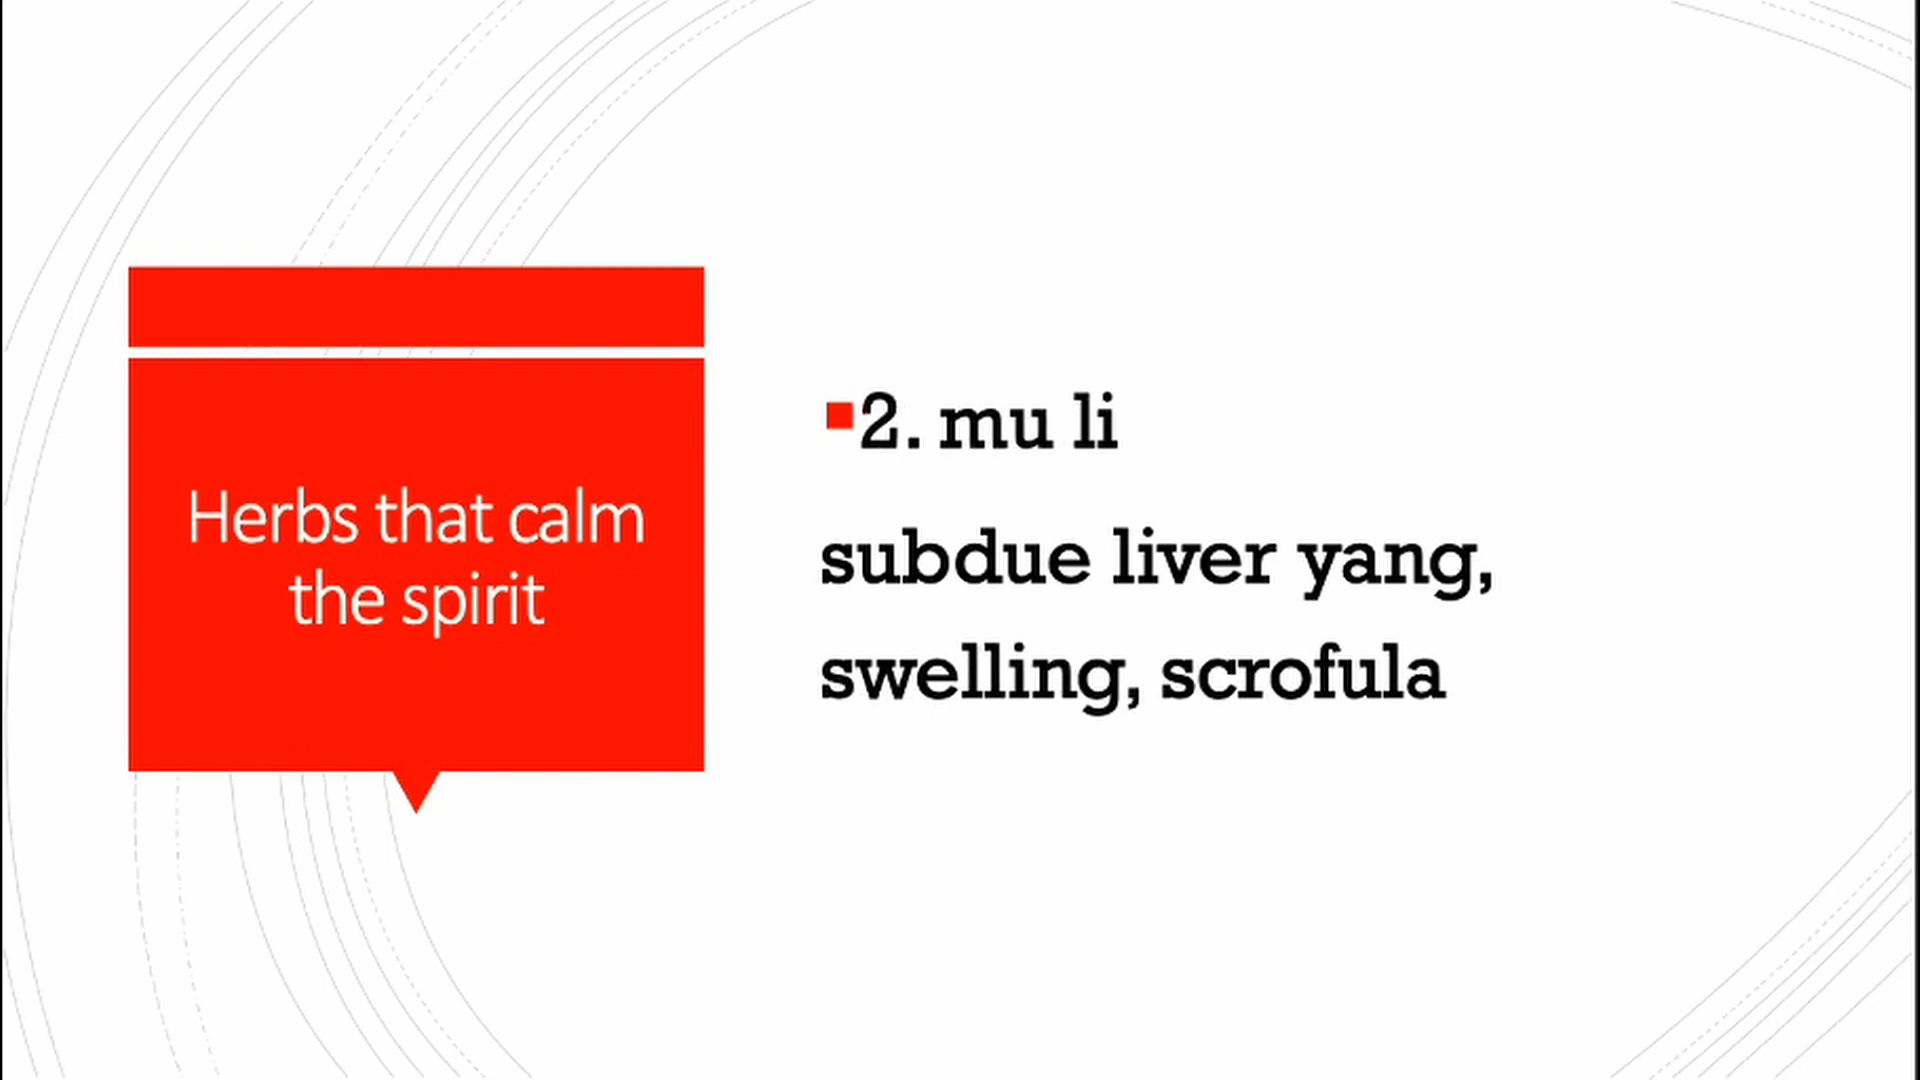 Herbs that calm
the spirit
2. mu li
subdue liver yang,
swelling, scrofula